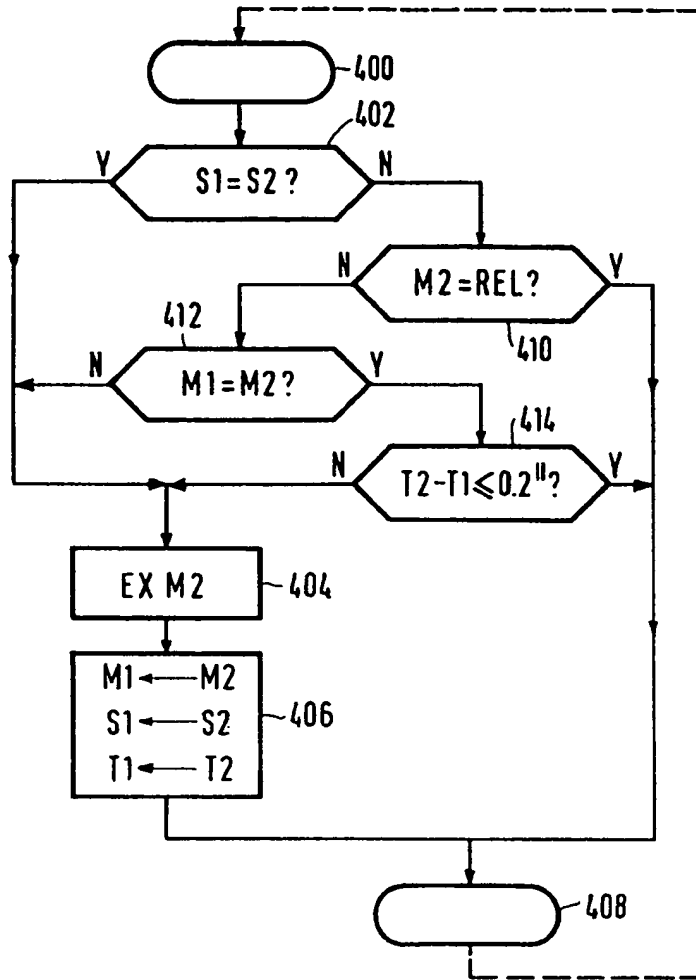 400
402
Y
S1=S2?
N
N
M2=REL?
Y
410
412
N
M1=M2?
Y
414
N
T2-T1≤0.2"?
Y
EX M2
404
M1 ← M2
S1 ← S2
T1 ← T2
406
408